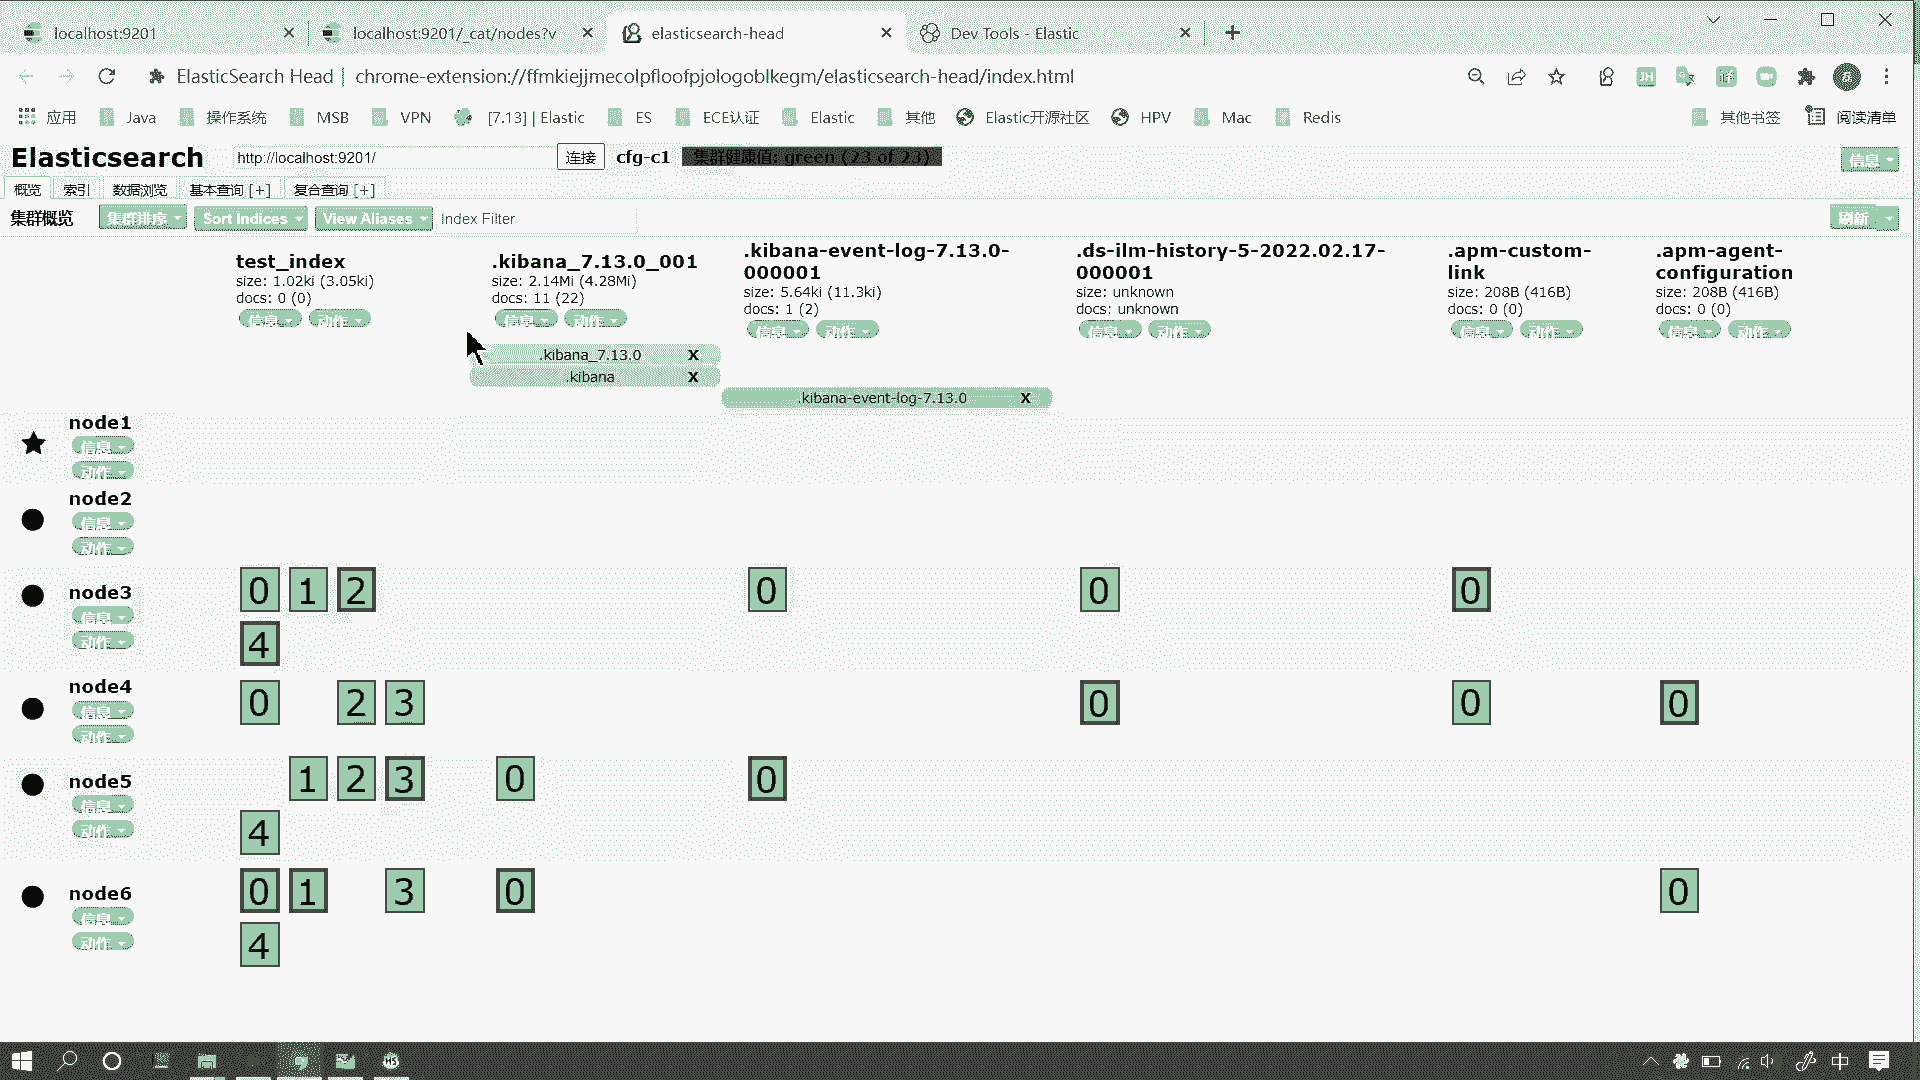 localhost:9201
localhost:9201/_cat/nodes?v
elasticsearch-head
Dev Tools - Elastic
ElasticSearch Head | chrome-extension://ffmkiejjmecolpfloofpjologoblkegm/elasticsearch-head/index.html
应用 Java 操作系统 MSB VPN [7.13] | Elastic ES ECE认证 Elastic 其他 Elastic开源社区 HPV Mac Redis 其他书签 阅读清单
Elasticsearch http://localhost:9201/ 连接 cfg-c1 集群健康值: green (23 of 23) 信息
概览 索引 数据浏览 基本查询 [+] 复合查询 [+]
集群概览 集群排序 Sort Indices View Aliases Index Filter 刷新
test_index
size: 1.02ki (3.05ki)
docs: 0 (0)
信息 动作
.kibana_7.13.0_001
size: 2.14Mi (4.28Mi)
docs: 11 (22)
信息 动作
.kibana-event-log-7.13.0-
000001
size: 5.64ki (11.3ki)
docs: 1 (2)
信息 动作
.ds-ilm-history-5-2022.02.17-
000001
size: unknown
docs: unknown
信息 动作
.apm-custom-
link
size: 208B (416B)
docs: 0 (0)
信息 动作
.apm-agent-
configuration
size: 208B (416B)
docs: 0 (0)
信息 动作
.kibana_7.13.0 X
.kibana X
.kibana-event-log-7.13.0 X
node1
信息
动作
node2
信息
动作
node3
信息
动作
0 1 2 0 0 0
4
node4
信息
动作
0 2 3 0 0 0
node5
信息
动作
1 2 3 0 0
4
node6
信息
动作
0 1 3 0 0
4
中